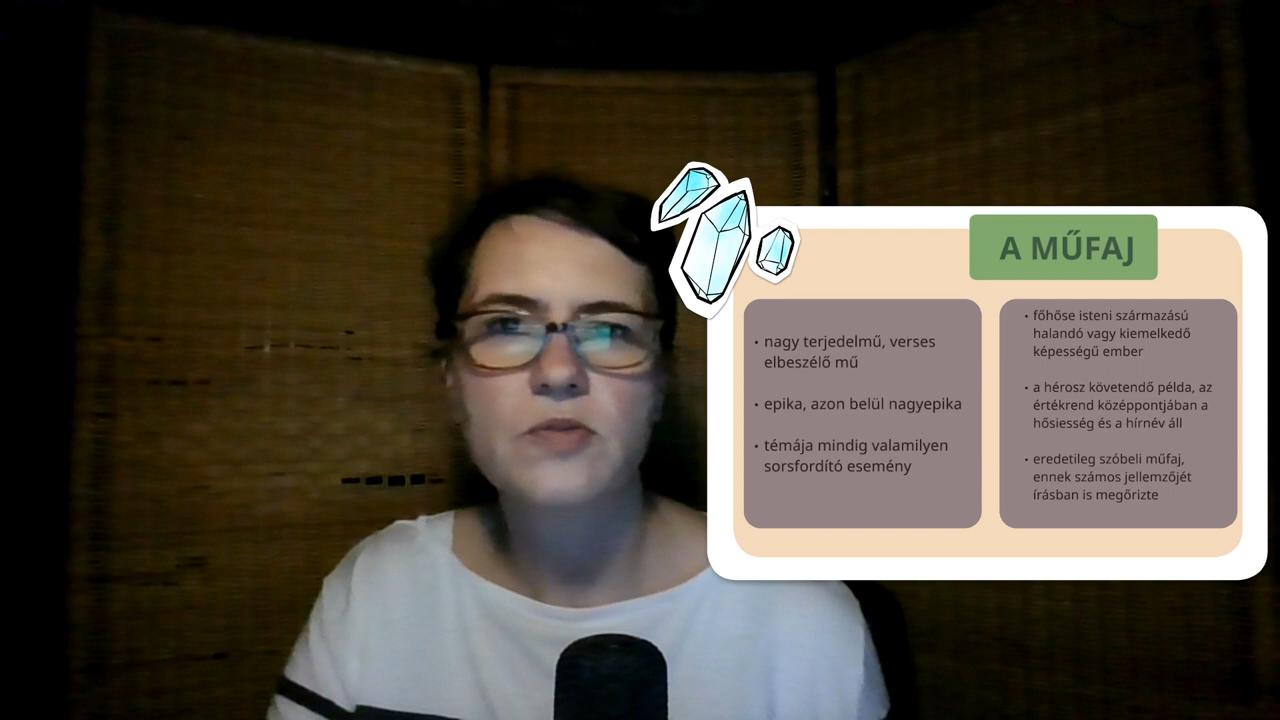 A MŰFAJ
• nagy terjedelmű, verses
elbeszélő mű
• epika, azon belül nagyepika
• témája mindig valamilyen
sorsfordító esemény
• főhőse isteni származású
halandó vagy kiemelkedő
képességű ember
• a hérosz követendő példa, az
értékrend középpontjában a
hősiesség és a hírnév áll
• eredetileg szóbeli műfaj,
ennek számos jellemzőjét
írásban is megőrizte